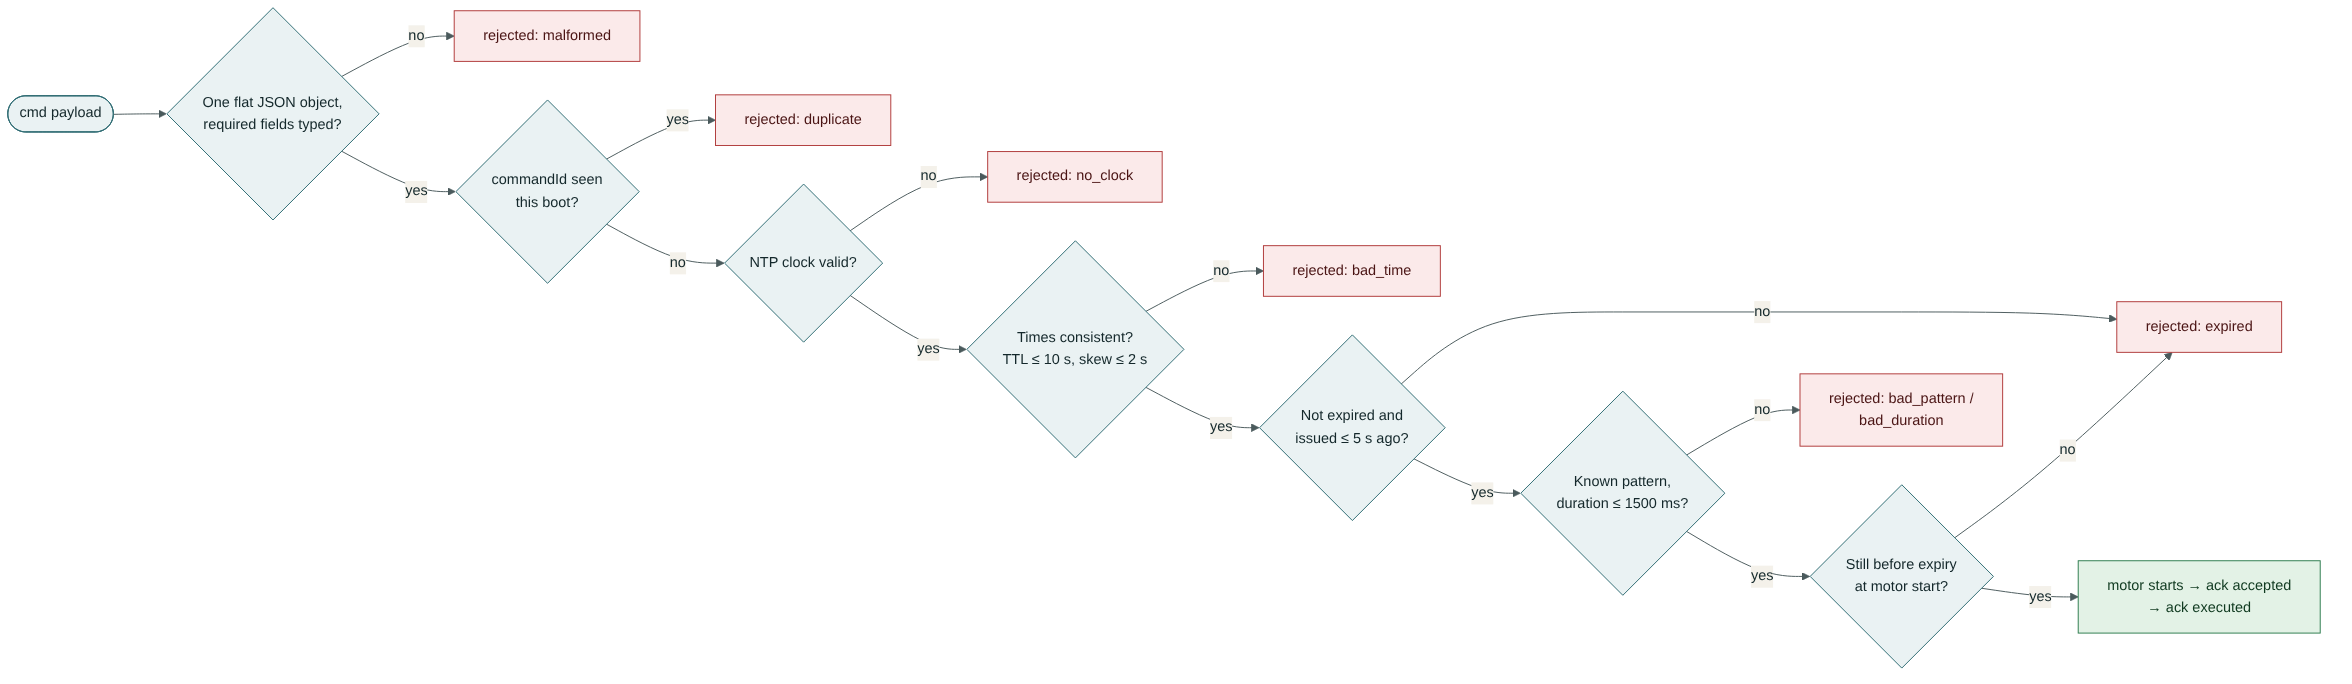 cmd payload
One flat JSON object,
required fields typed?
no
rejected: malformed
yes
commandId seen
this boot?
yes
rejected: duplicate
no
NTP clock valid?
no
rejected: no_clock
yes
Times consistent?
TTL ≤ 10 s, skew ≤ 2 s
no
rejected: bad_time
yes
Not expired and
issued ≤ 5 s ago?
no
rejected: expired
yes
Known pattern,
duration ≤ 1500 ms?
no
rejected: bad_pattern /
bad_duration
yes
Still before expiry
at motor start?
no
yes
motor starts → ack accepted
→ ack executed